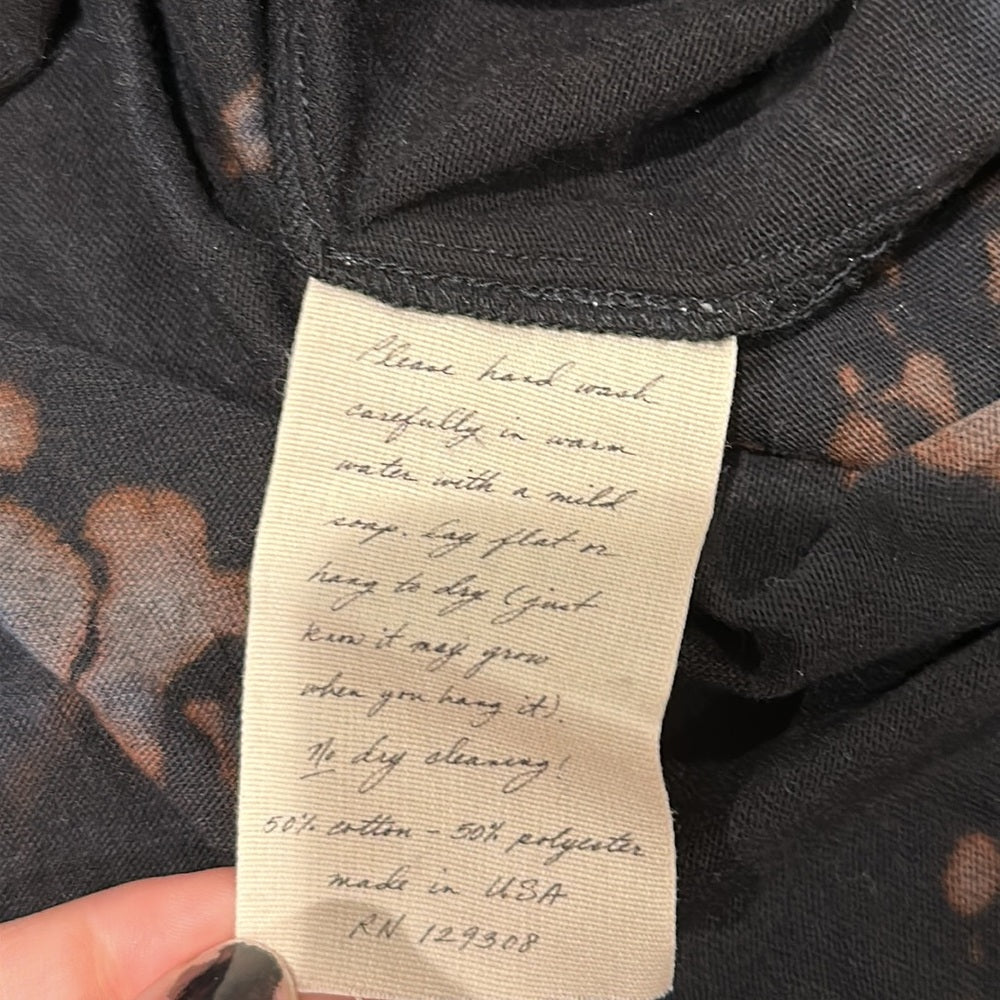 Please hand wash
carefully in warm
water with a mild
soap. Lay flat or
hang to dry (just
know it may grow
when you hang it).
No dry cleaning!
50% cotton - 50% polyester
made in USA
RN 129308